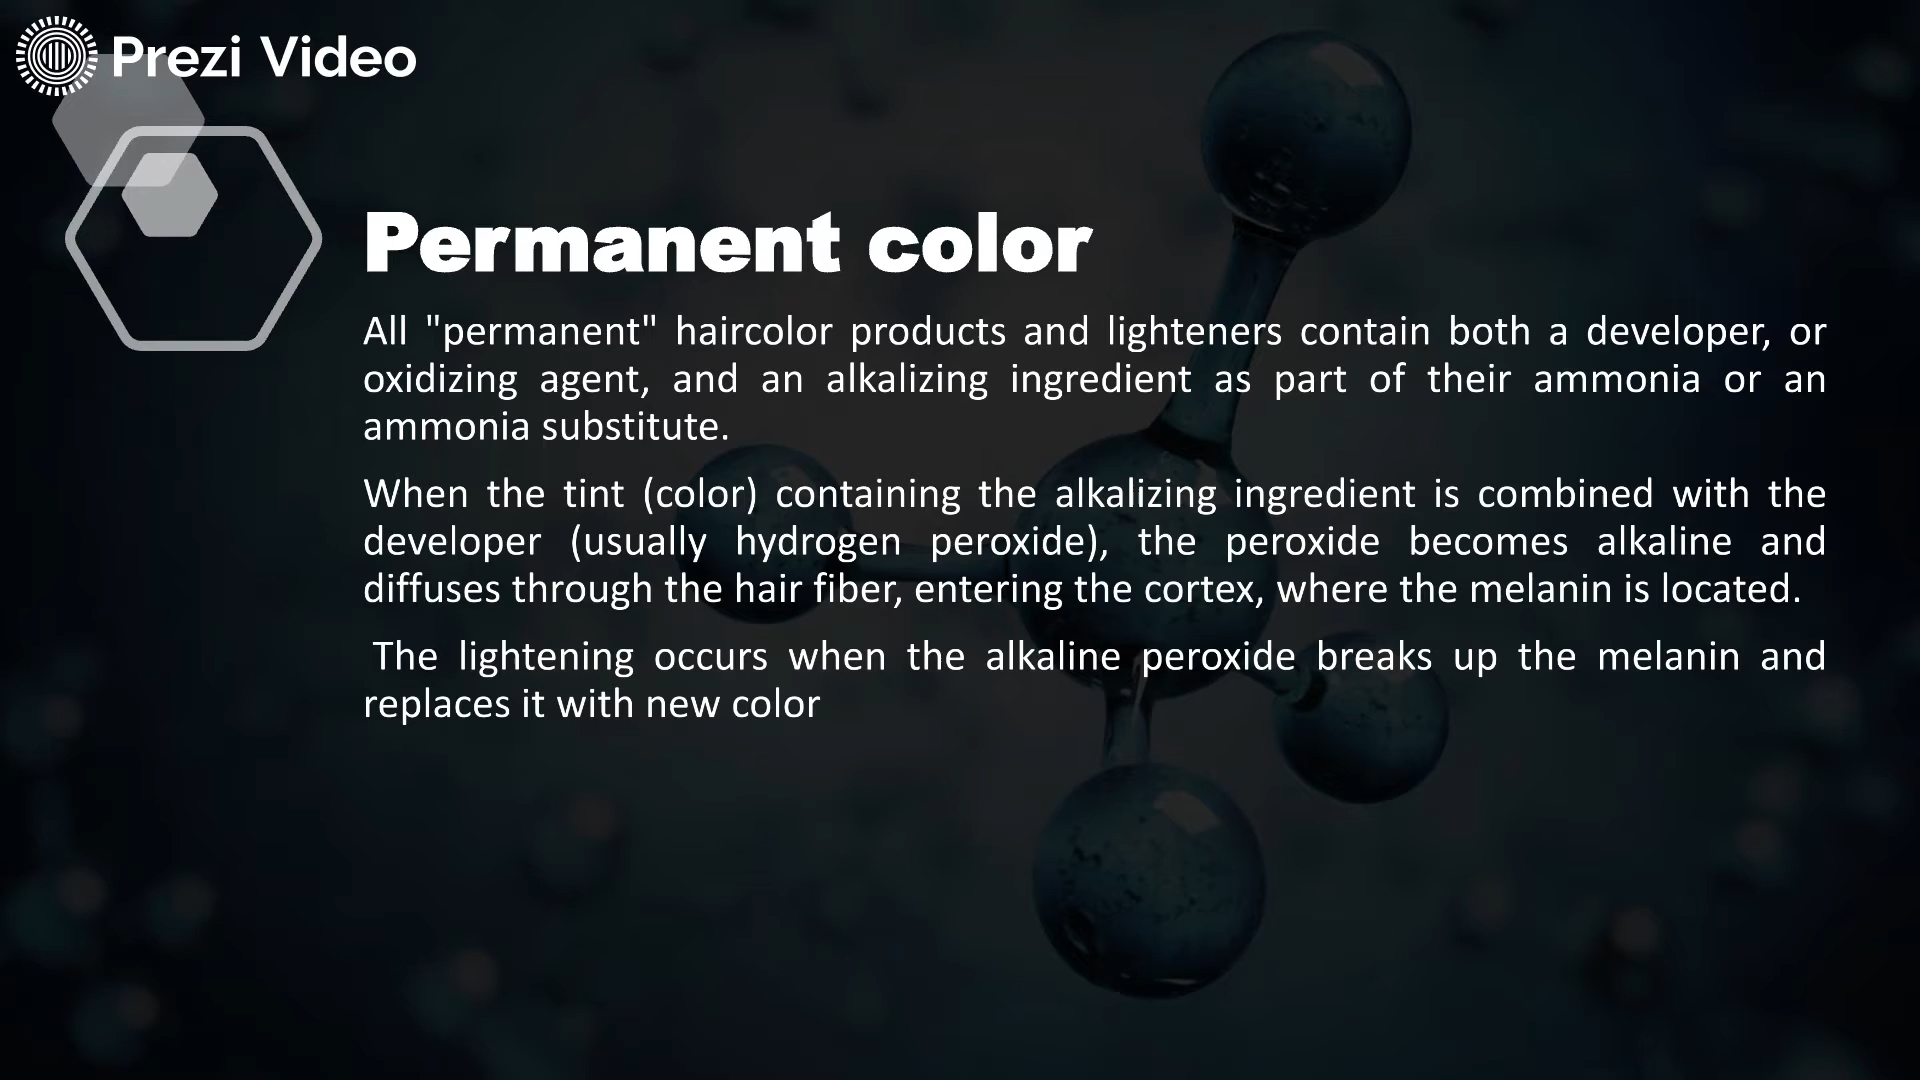 Prezi Video
Permanent color
All "permanent" haircolor products and lighteners contain both a developer, or
oxidizing agent, and an alkalizing ingredient as part of their ammonia or an
ammonia substitute.
When the tint (color) containing the alkalizing ingredient is combined with the
developer (usually hydrogen peroxide), the peroxide becomes alkaline and
diffuses through the hair fiber, entering the cortex, where the melanin is located.
The lightening occurs when the alkaline peroxide breaks up the melanin and
replaces it with new color